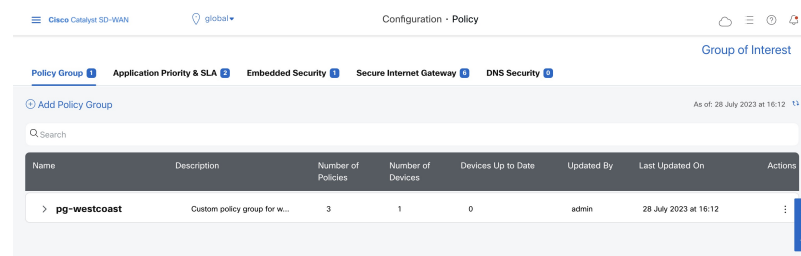 Cisco Catalyst SD-WAN global Configuration · Policy
Group of Interest
Policy Group 1 Application Priority & SLA 2 Embedded Security 1 Secure Internet Gateway 6 DNS Security 0
Add Policy Group As of: 28 July 2023 at 16:12
Search
Name Description Number of Policies Number of Devices Devices Up to Date Updated By Last Updated On Actions
pg-westcoast Custom policy group for w... 3 1 0 admin 28 July 2023 at 16:12